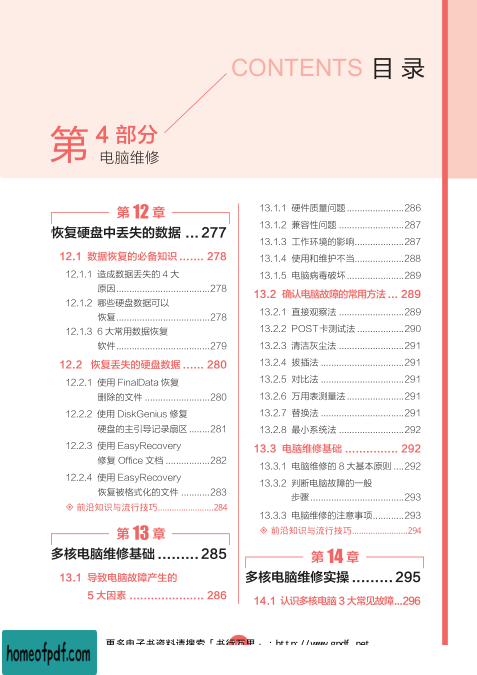 CONTENTS 目 录
第 4 部分
电脑维修
第 12 章
恢复硬盘中丢失的数据 ... 277
12.1 数据恢复的必备知识 ....... 278
12.1.1 造成数据丢失的 4 大
原因 ................................ 278
12.1.2 哪些硬盘数据可以
恢复 ................................ 278
12.1.3 6 大常用数据恢复
软件 ................................ 279
12.2 恢复丢失的硬盘数据 ...... 280
12.2.1 使用 FinalData 恢复
删除的文件 ...................... 280
12.2.2 使用 DiskGenius 修复
硬盘的主引导记录扇区 ........ 281
12.2.3 使用 EasyRecovery
修复 Office 文档 ................. 282
12.2.4 使用 EasyRecovery
恢复被格式化的文件 ........... 283
※ 前沿知识与流行技巧 ....................... 284
第 13 章
多核电脑维修基础 ......... 285
13.1 导致电脑故障产生的
5 大因素 ..................... 286
13.1.1 硬件质量问题 .................... 286
13.1.2 兼容性问题 ....................... 287
13.1.3 工作环境的影响 ................. 287
13.1.4 使用和维护不当 ................. 288
13.1.5 电脑病毒破坏 .................... 289
13.2 确认电脑故障的常用方法 ... 289
13.2.1 直接观察法 ....................... 289
13.2.2 POST 卡测试法 ................ 290
13.2.3 清洁灰尘法 ....................... 291
13.2.4 拔插法 ............................. 291
13.2.5 对比法 ............................. 291
13.2.6 万用表测量法 .................... 291
13.2.7 替换法 ............................. 291
13.2.8 最小系统法 ....................... 292
13.3 电脑维修基础 ............... 292
13.3.1 电脑维修的 8 大基本原则 .... 292
13.3.2 判断电脑故障的一般
步骤 ................................ 293
13.3.3 电脑维修的注意事项 ........... 293
※ 前沿知识与流行技巧 ....................... 294
第 14 章
多核电脑维修实操 ......... 295
14.1 认识多核电脑 3 大常见故障 ... 296
homeofpdf.com